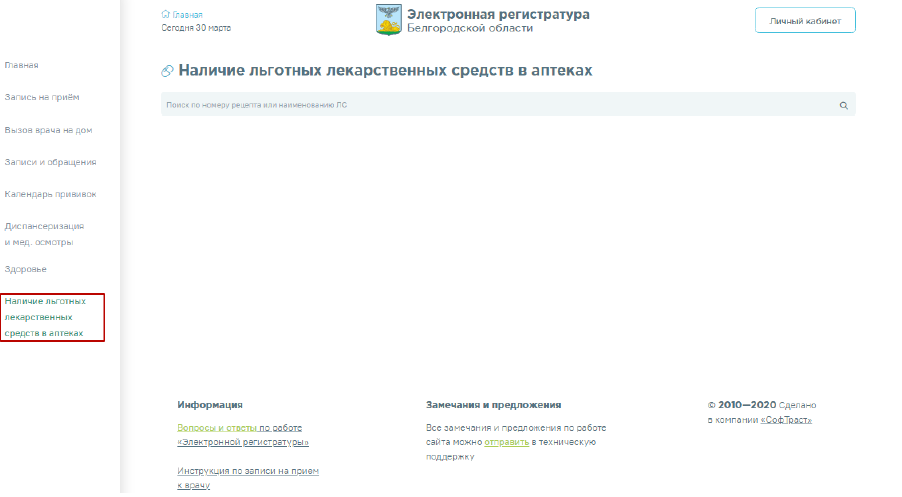 Главная
Сегодня 30 марта
Электронная регистратура
Белгородской области
Личный кабинет
Главная
Запись на приём
Вызов врача на дом
Записи и обращения
Календарь прививок
Диспансеризация
и мед. осмотры
Здоровье
Наличие льготных
лекарственных
средств в аптеках
Наличие льготных лекарственных средств в аптеках
Поиск по номеру рецепта или наименованию ЛС
Информация
Вопросы и ответы по работе
«Электронной регистратуры»
Инструкция по записи на прием
к врачу
Замечания и предложения
Все замечания и предложения по работе
сайта можно отправить в техническую
поддержку
© 2010—2020 Сделано
в компании «СофТраст»